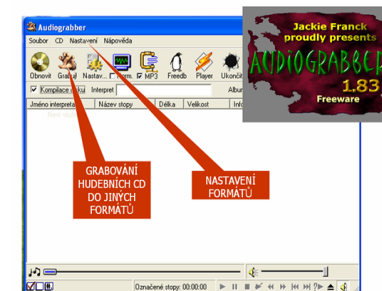 Audiograbber
Jackie Franck
proudly presents
AUDIOGRABBER
1.83
Freeware
Soubor CD Nastavení Nápověda
Obnovit Nastav... MP3 Freedb Player Ukončit
Kompilace Interpret Album
Jméno interpreta Název stopy Délka Velikost
GRABOVÁNÍ
HUDEBNÍCH CD
DO JINÝCH
FORMÁTŮ
NASTAVENÍ
FORMÁTŮ
Označené stopy: 00:00:00